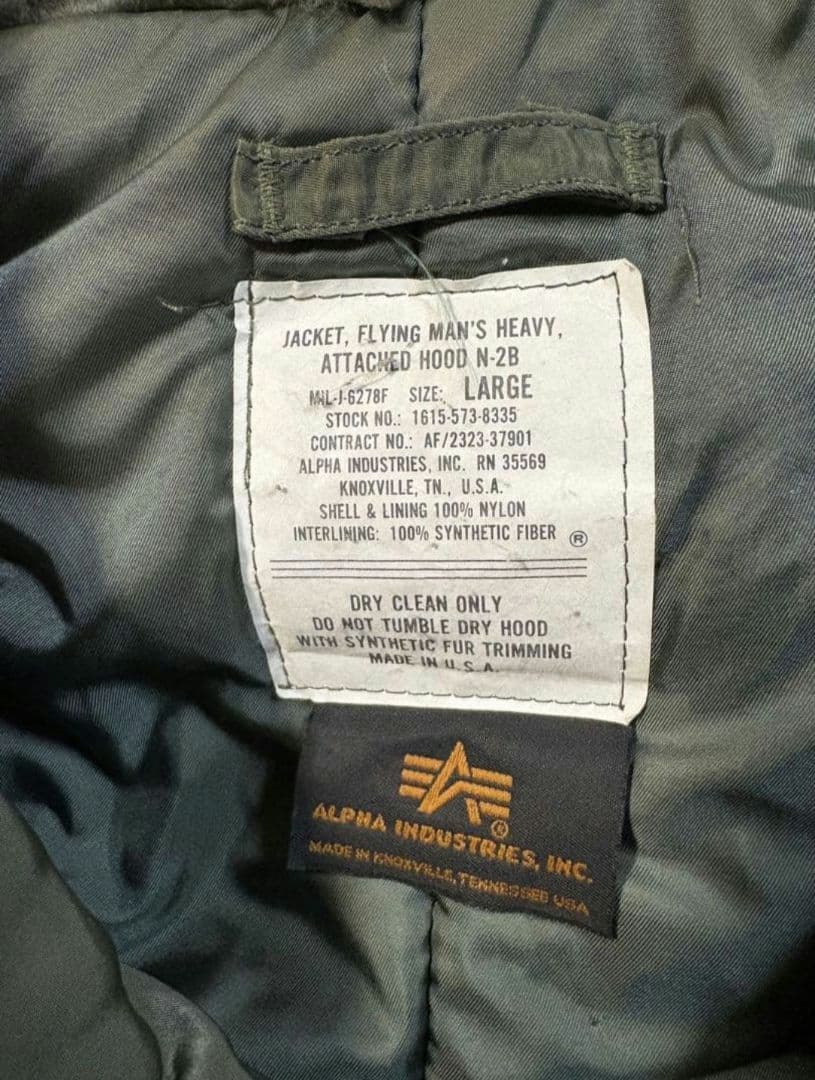 JACKET, FLYING MAN'S HEAVY,
ATTACHED HOOD N-2B
MIL-J-6278F SIZE: LARGE
STOCK NO.: 1615-573-8335
CONTRACT NO.: AF/2323-37901
ALPHA INDUSTRIES, INC. RN 35569
KNOXVILLE, TN., U.S.A.
SHELL & LINING 100% NYLON
INTERLINING: 100% SYNTHETIC FIBER ®
DRY CLEAN ONLY
DO NOT TUMBLE DRY HOOD
WITH SYNTHETIC FUR TRIMMING
MADE IN U.S.A.
ALPHA INDUSTRIES, INC. ®
MADE IN KNOXVILLE, TENNESSEE USA